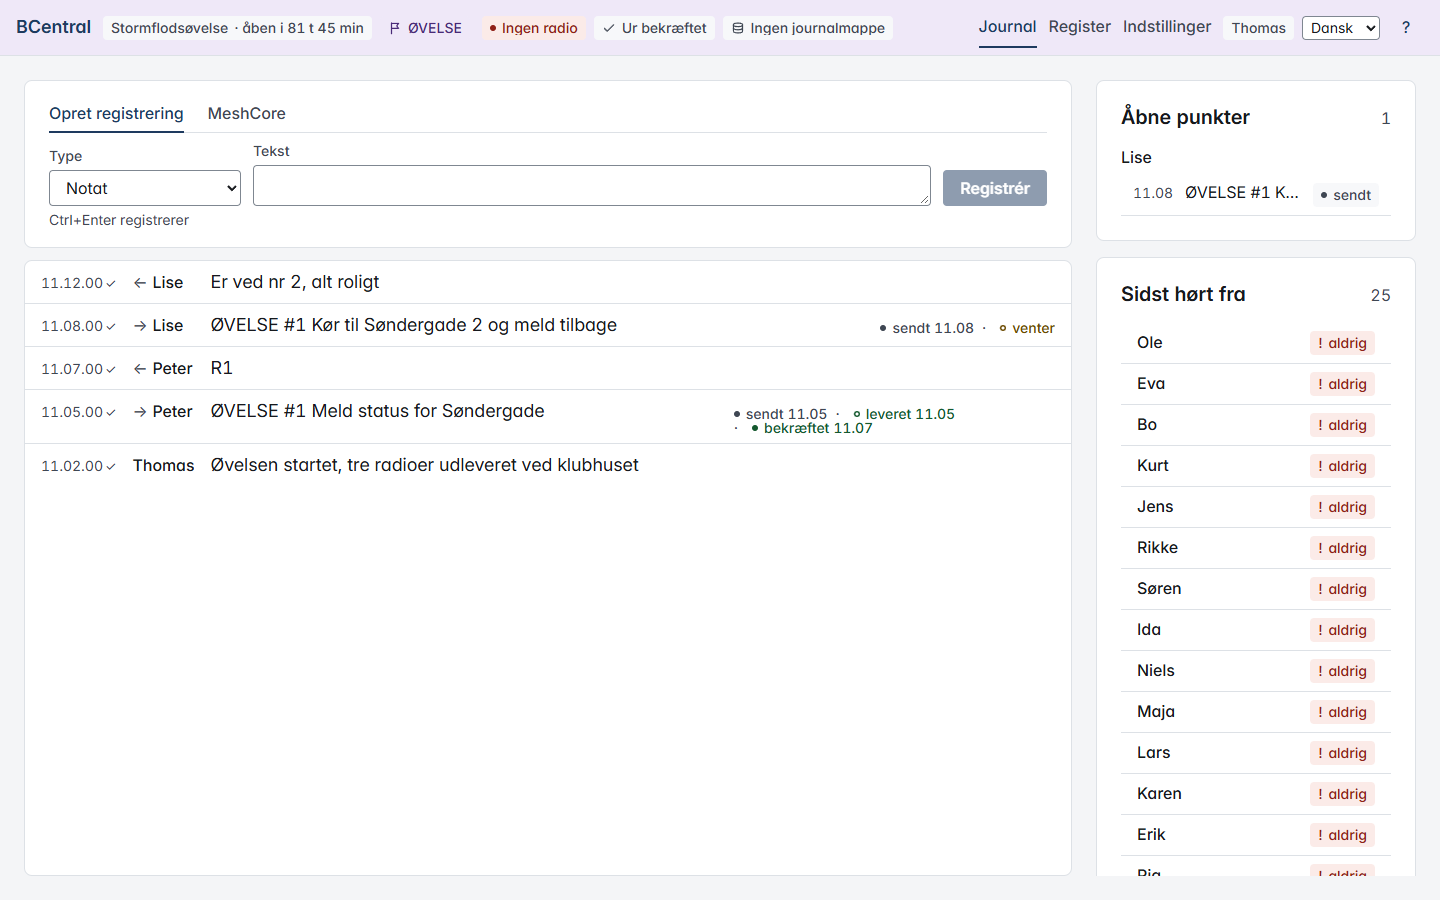 BCentral Stormflodsøvelse · åben i 81 t 45 min ØVELSE Ingen radio Ur bekræftet Ingen journalmappe Journal Register Indstillinger Thomas Dansk ?
Opret registrering MeshCore
Type
Tekst
Notat
Registrér
Ctrl+Enter registrerer
11.12.00 ✓ ← Lise Er ved nr 2, alt roligt
11.08.00 ✓ → Lise ØVELSE #1 Kør til Søndergade 2 og meld tilbage sendt 11.08 · venter
11.07.00 ✓ ← Peter R1
11.05.00 ✓ → Peter ØVELSE #1 Meld status for Søndergade sendt 11.05 · leveret 11.05
· bekræftet 11.07
11.02.00 ✓ Thomas Øvelsen startet, tre radioer udleveret ved klubhuset
Åbne punkter 1
Lise
11.08 ØVELSE #1 K... sendt
Sidst hørt fra 25
Ole ! aldrig
Eva ! aldrig
Bo ! aldrig
Kurt ! aldrig
Jens ! aldrig
Rikke ! aldrig
Søren ! aldrig
Ida ! aldrig
Niels ! aldrig
Maja ! aldrig
Lars ! aldrig
Karen ! aldrig
Erik ! aldrig
! aldrig